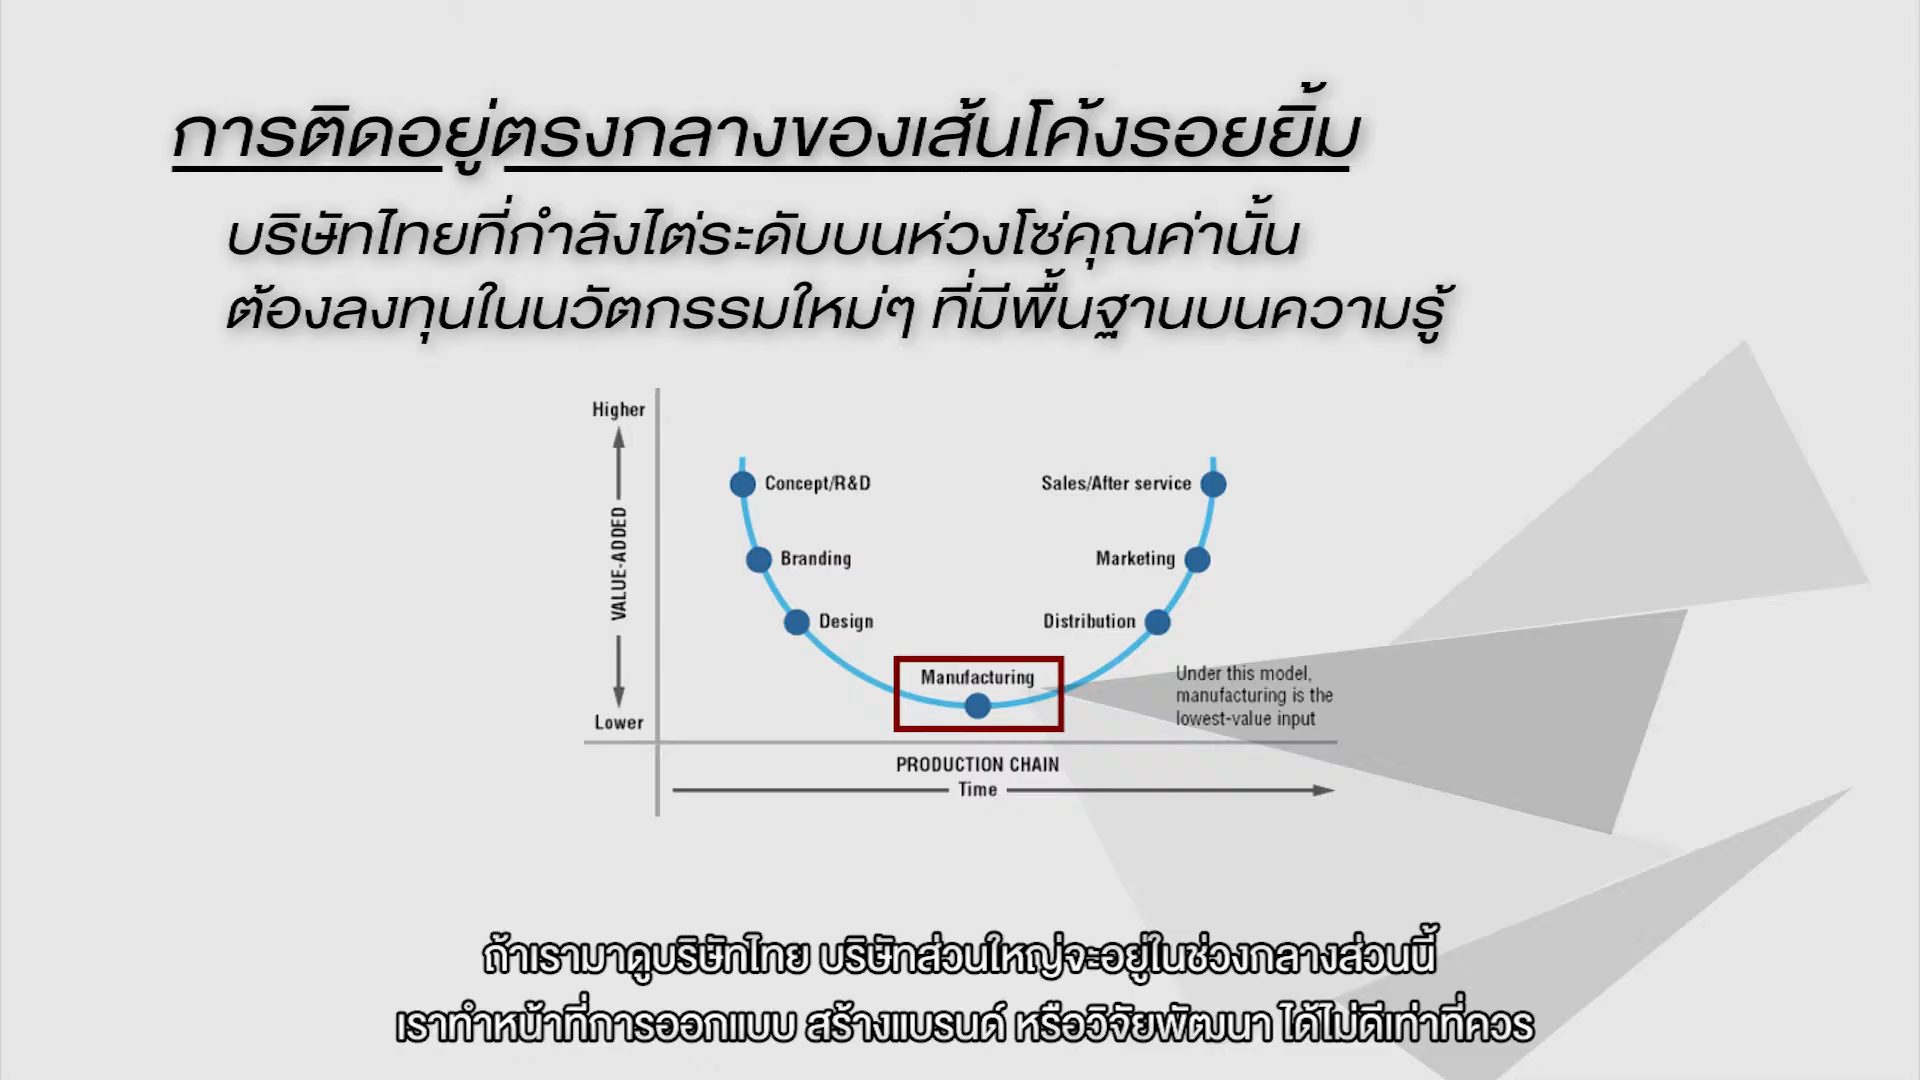 การติดอยู่ตรงกลางของเส้นโค้งรอยยิ้ม
บริษัทไทยที่กำลังไต่ระดับบนห่วงโซ่คุณค่านั้น
ต้องลงทุนในนวัตกรรมใหม่ๆ ที่มีพื้นฐานบนความรู้
Higher
VALUE-ADDED
Lower
Concept/R&D
Branding
Design
Manufacturing
Sales/After service
Marketing
Distribution
Under this model,
manufacturing is the
lowest-value input
PRODUCTION CHAIN
Time
ถ้าเรามาดูบริษัทไทย บริษัทส่วนใหญ่จะอยู่ในช่วงกลางส่วนนี้
เราทำหน้าที่การออกแบบ สร้างแบรนด์ หรือวิจัยพัฒนา ได้ไม่ดีเท่าที่ควร